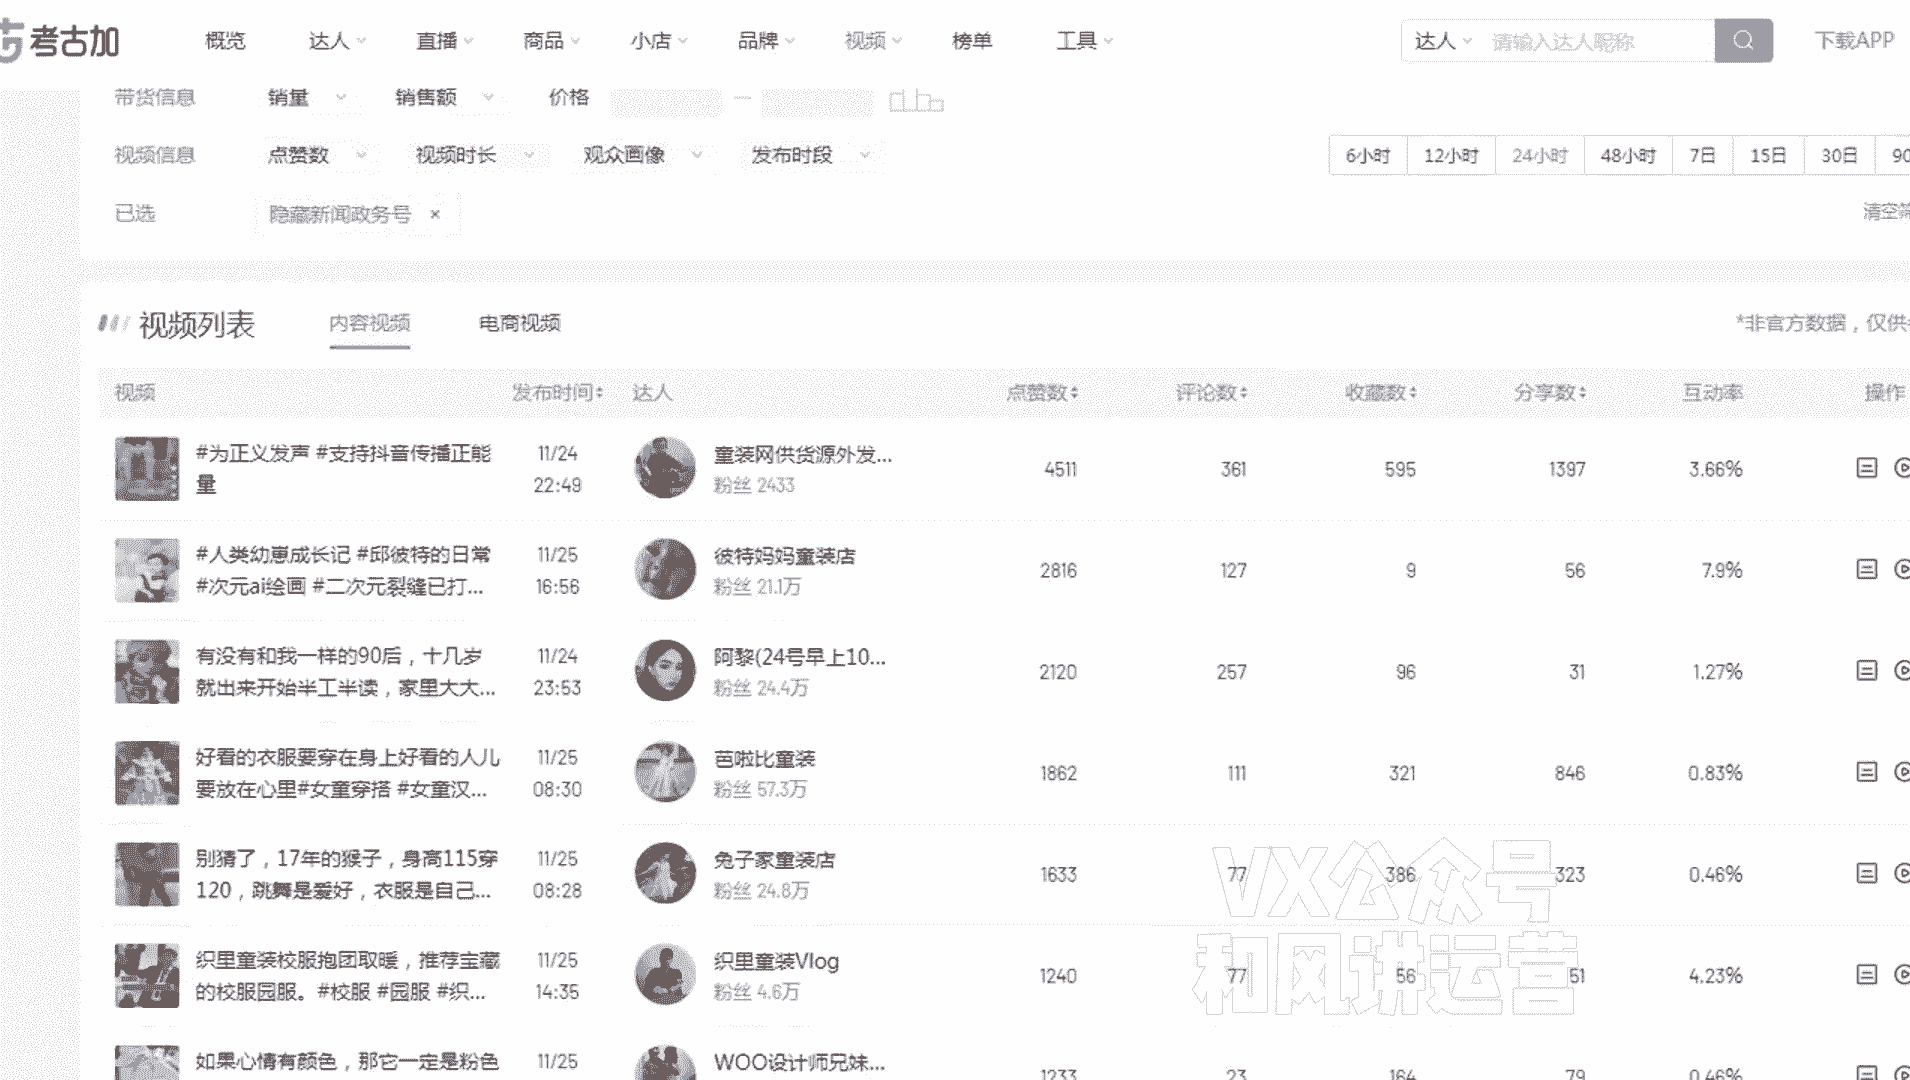 考古加 概览 达人 直播 商品 小店 品牌 视频 榜单 工具 达人 请输入达人昵称 下载APP
带货信息 销量 销售额 价格 —
视频信息 点赞数 视频时长 观众画像 发布时段 6小时 12小时 24小时 48小时 7日 15日 30日 90
已选 隐藏新闻政务号 × 清空筛
视频列表 内容视频 电商视频 *非官方数据，仅供
视频 发布时间 达人 点赞数 评论数 收藏数 分享数 互动率 操作
#为正义发声 #支持抖音传播正能 11/24 童装网供货源外发...
量 22:49 粉丝 2433
4511 361 595 1397 3.66%
#人类幼崽成长记 #邱彼特的日常 11/25 彼特妈妈童装店
#次元ai绘画 #二次元裂缝已打... 16:56 粉丝 21.1万
2816 127 9 56 7.9%
有没有和我一样的90后，十几岁 11/24 阿黎(24号早上10...
就出来开始半工半读，家里大大... 23:53 粉丝 24.4万
2120 257 96 31 1.27%
好看的衣服要穿在身上好看的人儿 11/25 芭啦比童装
要放在心里#女童穿搭 #女童汉... 08:30 粉丝 57.3万
1862 111 321 846 0.83%
别猜了，17年的猴子，身高115穿 11/25 兔子家童装店
120，跳舞是爱好，衣服是自己... 08:28 粉丝 24.8万
1633 77 386 323 0.46%
织里童装校服抱团取暖，推荐宝藏 11/25 织里童装Vlog
的校服园服。#校服 #园服 #织... 14:35 粉丝 4.6万
1240 77 56 51 4.23%
如果心情有颜色，那它一定是粉色 11/25 WOO设计师兄妹...
1233 23 164 79 0.46%
VX公众号
和风讲运营